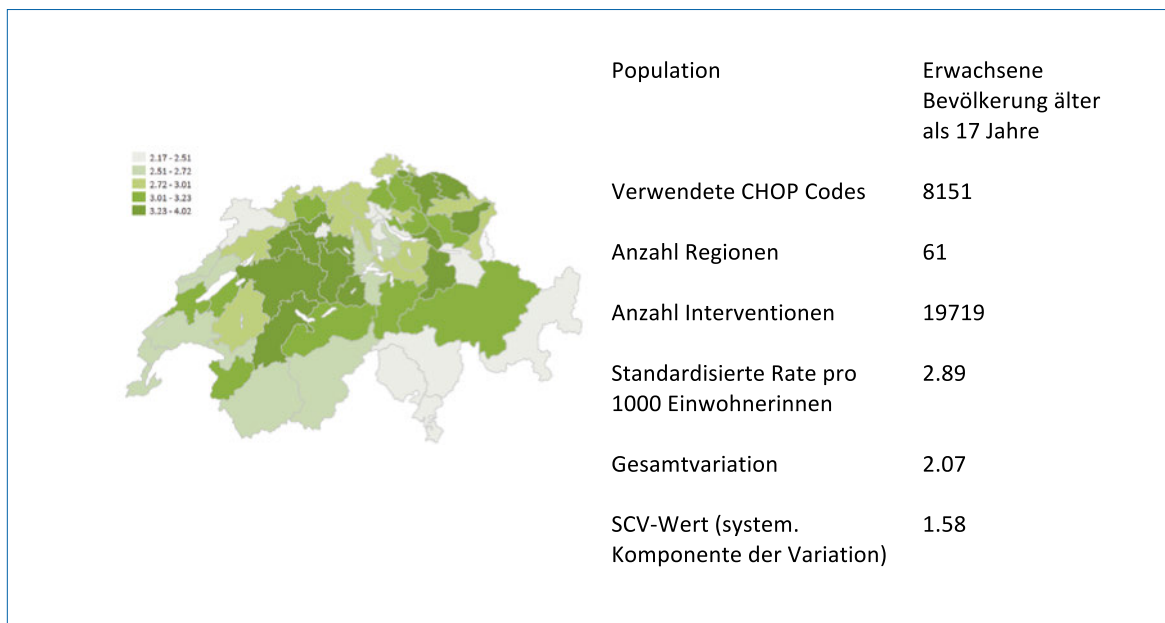 2.17 - 2.51
2.51 - 2.72
2.72 - 3.01
3.01 - 3.23
3.23 - 4.02
Population Erwachsene
Bevölkerung älter
als 17 Jahre
Verwendete CHOP Codes 8151
Anzahl Regionen 61
Anzahl Interventionen 19719
Standardisierte Rate pro 2.89
1000 Einwohnerinnen
Gesamtvariation 2.07
SCV-Wert (system. 1.58
Komponente der Variation)